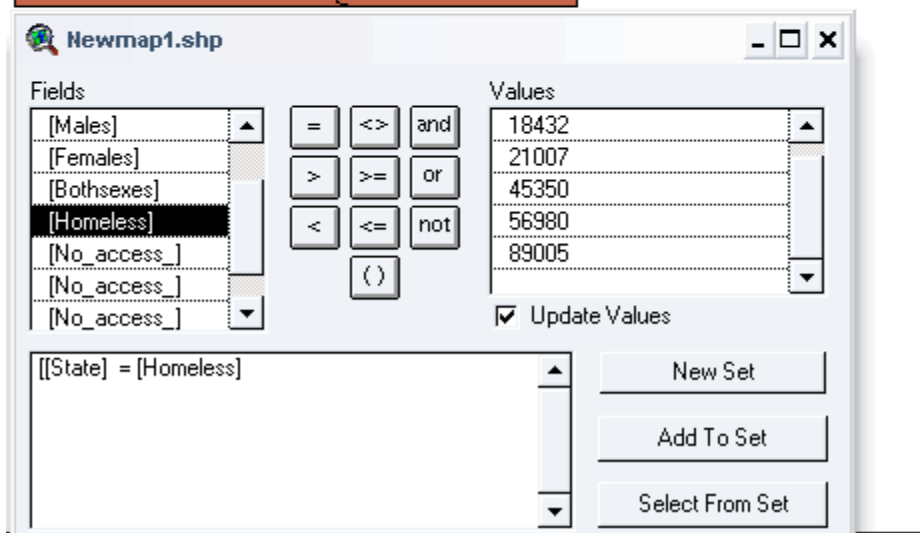 Newmap1.shp
Fields
[Males]
[Females]
[Bothsexes]
[Homeless]
[No_access_]
[No_access_]
[No_access_]
= <> and
> >= or
< <= not
()
Values
18432
21007
45350
56980
89005
Update Values
[[State] = [Homeless]
New Set
Add To Set
Select From Set